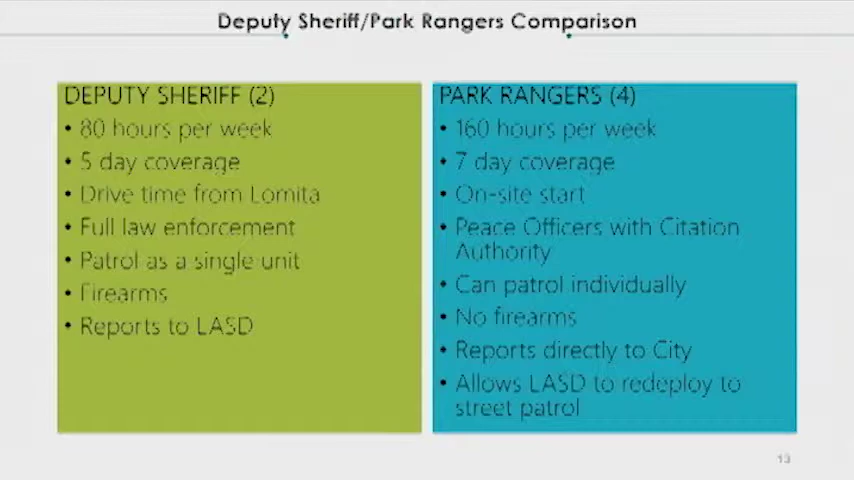 Deputy Sheriff/Park Rangers Comparison
DEPUTY SHERIFF (2)
• 80 hours per week
• 5 day coverage
• Drive time from Lomita
• Full law enforcement
• Patrol as a single unit
• Firearms
• Reports to LASD
PARK RANGERS (4)
• 160 hours per week
• 7 day coverage
• On-site start
• Peace Officers with Citation
Authority
• Can patrol individually
• No firearms
• Reports directly to City
• Allows LASD to redeploy to
street patrol
13